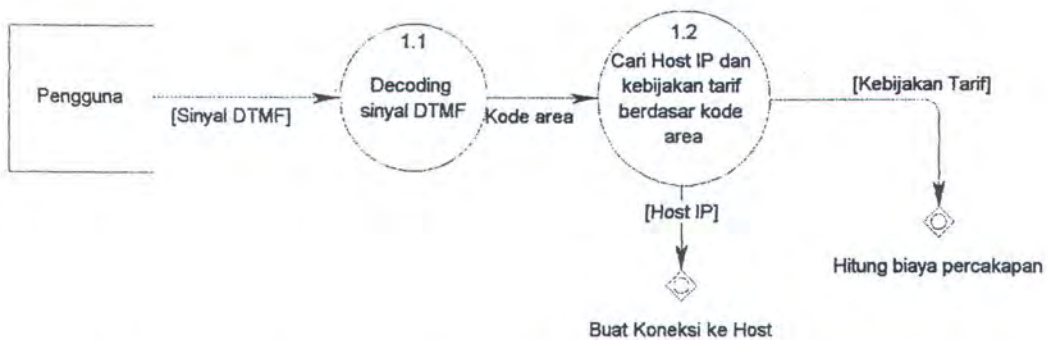 Pengguna
[Sinyal DTMF]
1.1
Decoding
sinyal DTMF
Kode area
1.2
Cari Host IP dan
kebijakan tarif
berdasar kode
area
[Kebijakan Tarif]
[Host IP]
Hitung biaya percakapan
Buat Koneksi ke Host